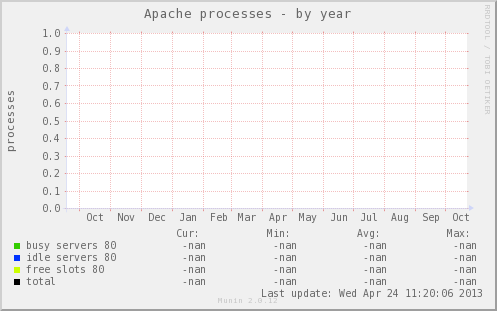 Apache processes - by year
RRDTOOL / TOBI OETIKER
processes
1.0
0.9
0.8
0.7
0.6
0.5
0.4
0.3
0.2
0.1
0.0
Oct Nov Dec Jan Feb Mar Apr May Jun Jul Aug Sep Oct
Cur: Min: Avg: Max:
busy servers 80 -nan -nan -nan -nan
idle servers 80 -nan -nan -nan -nan
free slots 80 -nan -nan -nan -nan
total -nan -nan -nan -nan
Last update: Wed Apr 24 11:20:06 2013
Munin 2.0.12